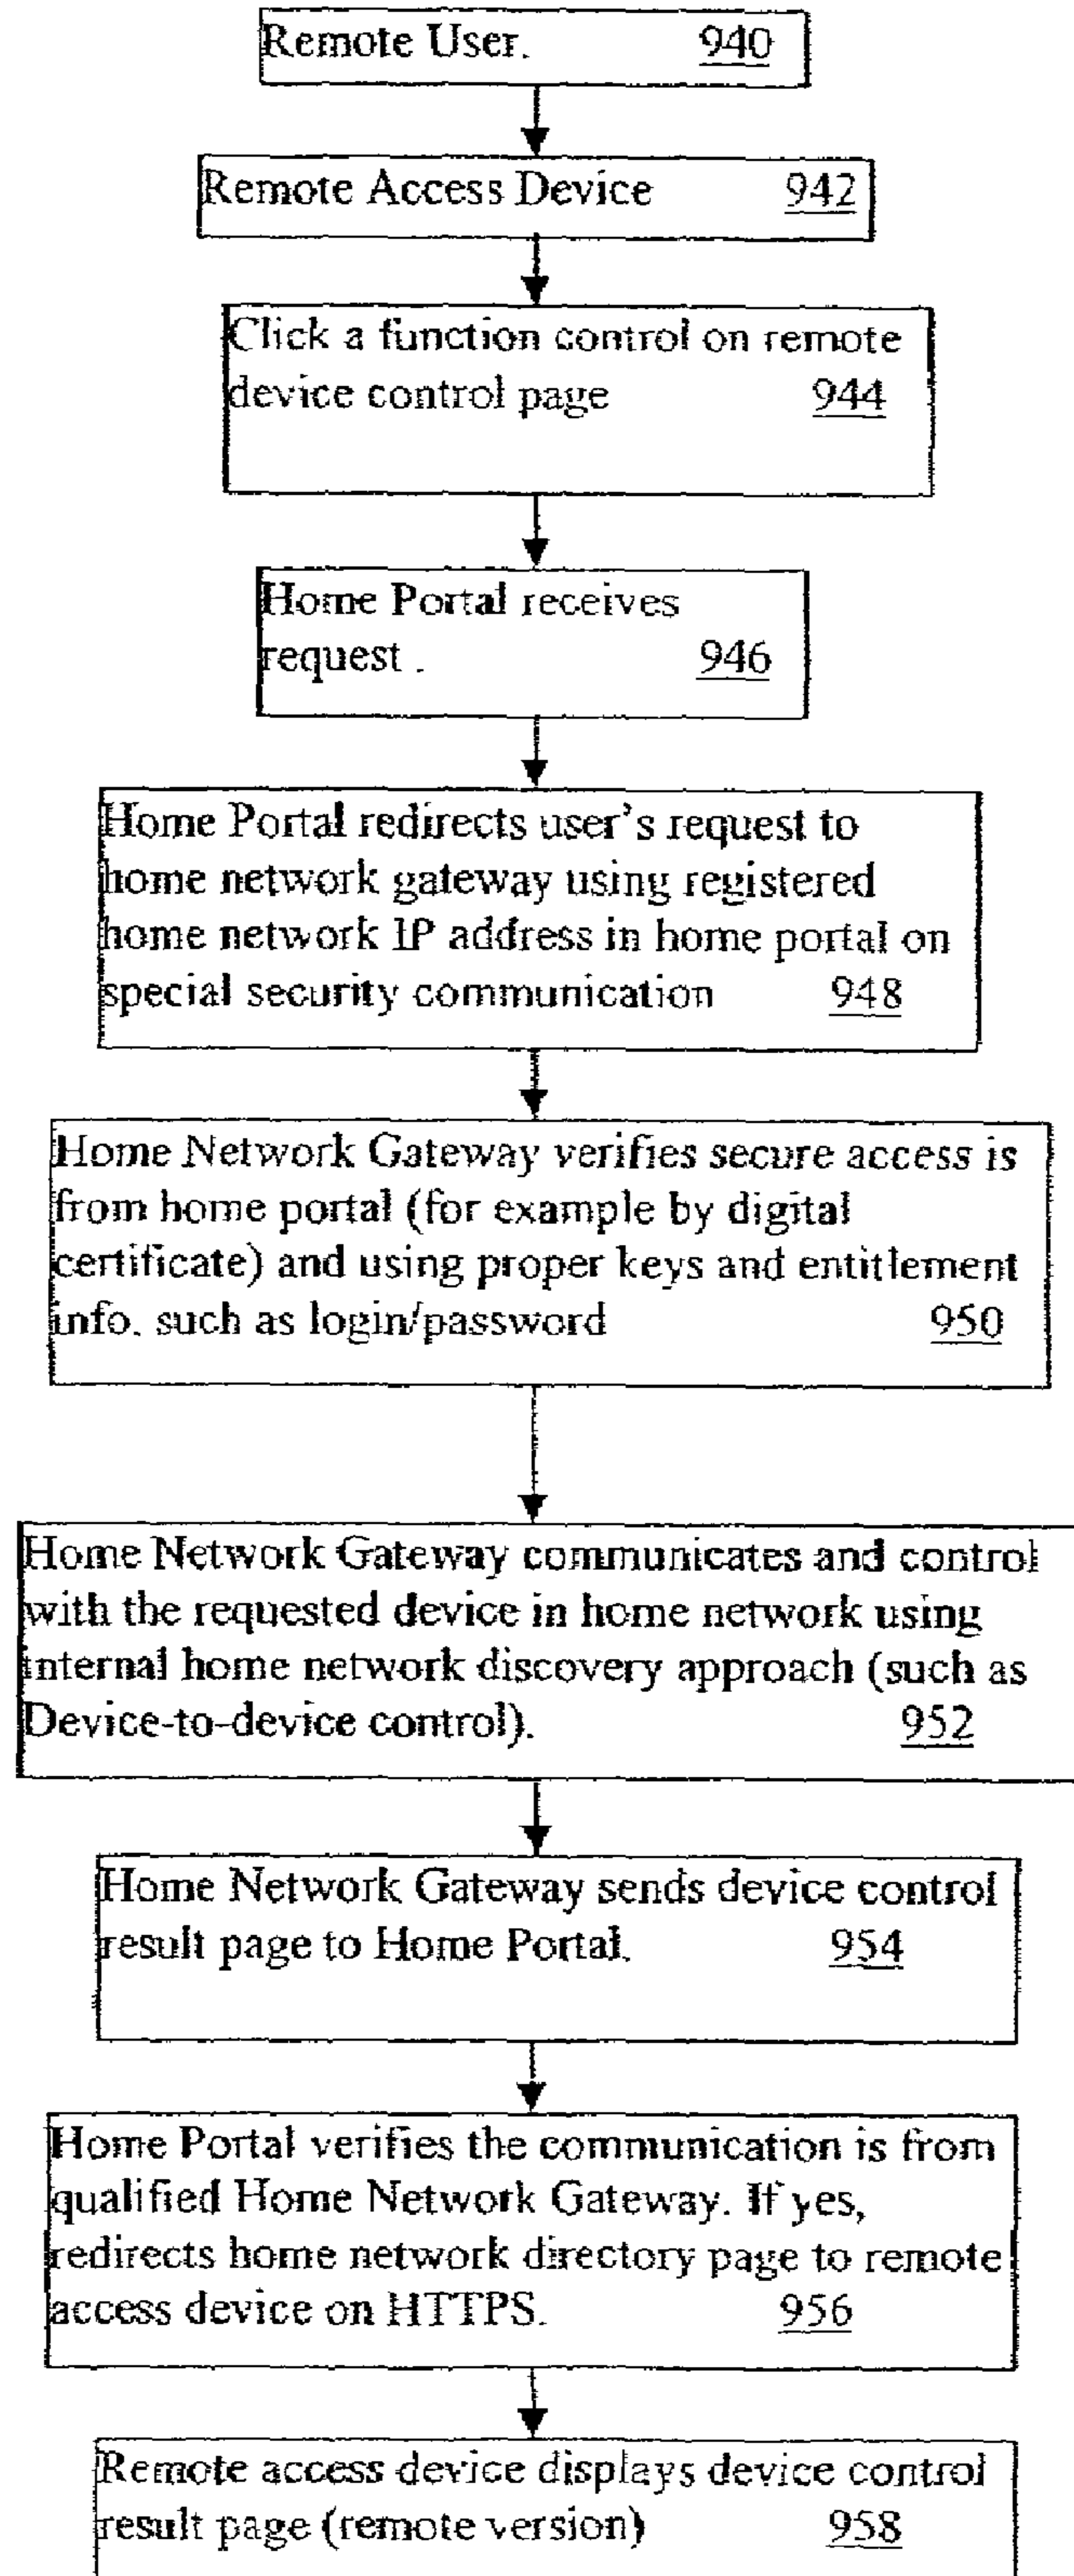 Remote User. 940
Remote Access Device 942
Click a function control on remote
device control page 944
Home Portal receives
request . 946
Home Portal redirects user's request to
home network gateway using registered
home network IP address in home portal on
special security communication 948
Home Network Gateway verifies secure access is
from home portal (for example by digital
certificate) and using proper keys and entitlement
info. such as login/password 950
Home Network Gateway communicates and control
with the requested device in home network using
internal home network discovery approach (such as
Device-to-device control). 952
Home Network Gateway sends device control
result page to Home Portal. 954
Home Portal verifies the communication is from
qualified Home Network Gateway. If yes,
redirects home network directory page to remote
access device on HTTPS. 956
Remote access device displays device control
result page (remote version) 958